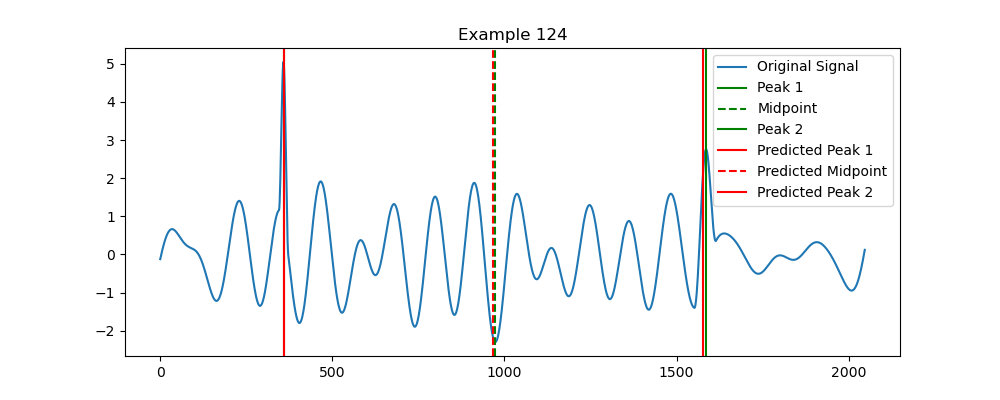 Example 124
5
4
3
2
1
0
−1
−2
0
500
1000
1500
2000
Original Signal
Peak 1
Midpoint
Peak 2
Predicted Peak 1
Predicted Midpoint
Predicted Peak 2